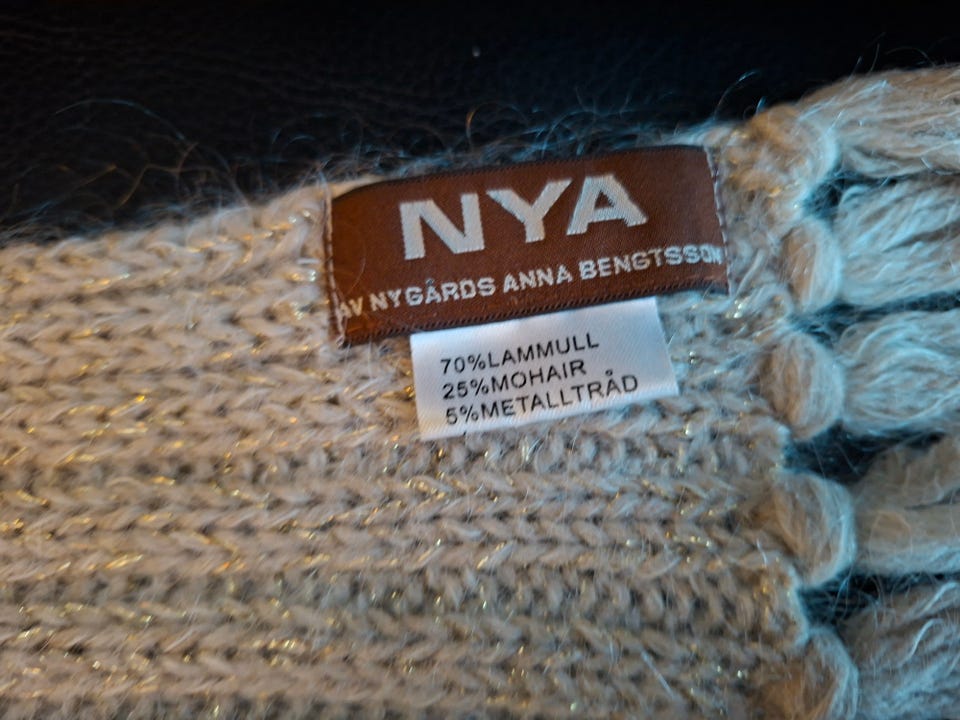 NYA
AV NYGÅRDS ANNA BENGTSSON
70%LAMMULL
25%MOHAIR
5%METALLTRÅD